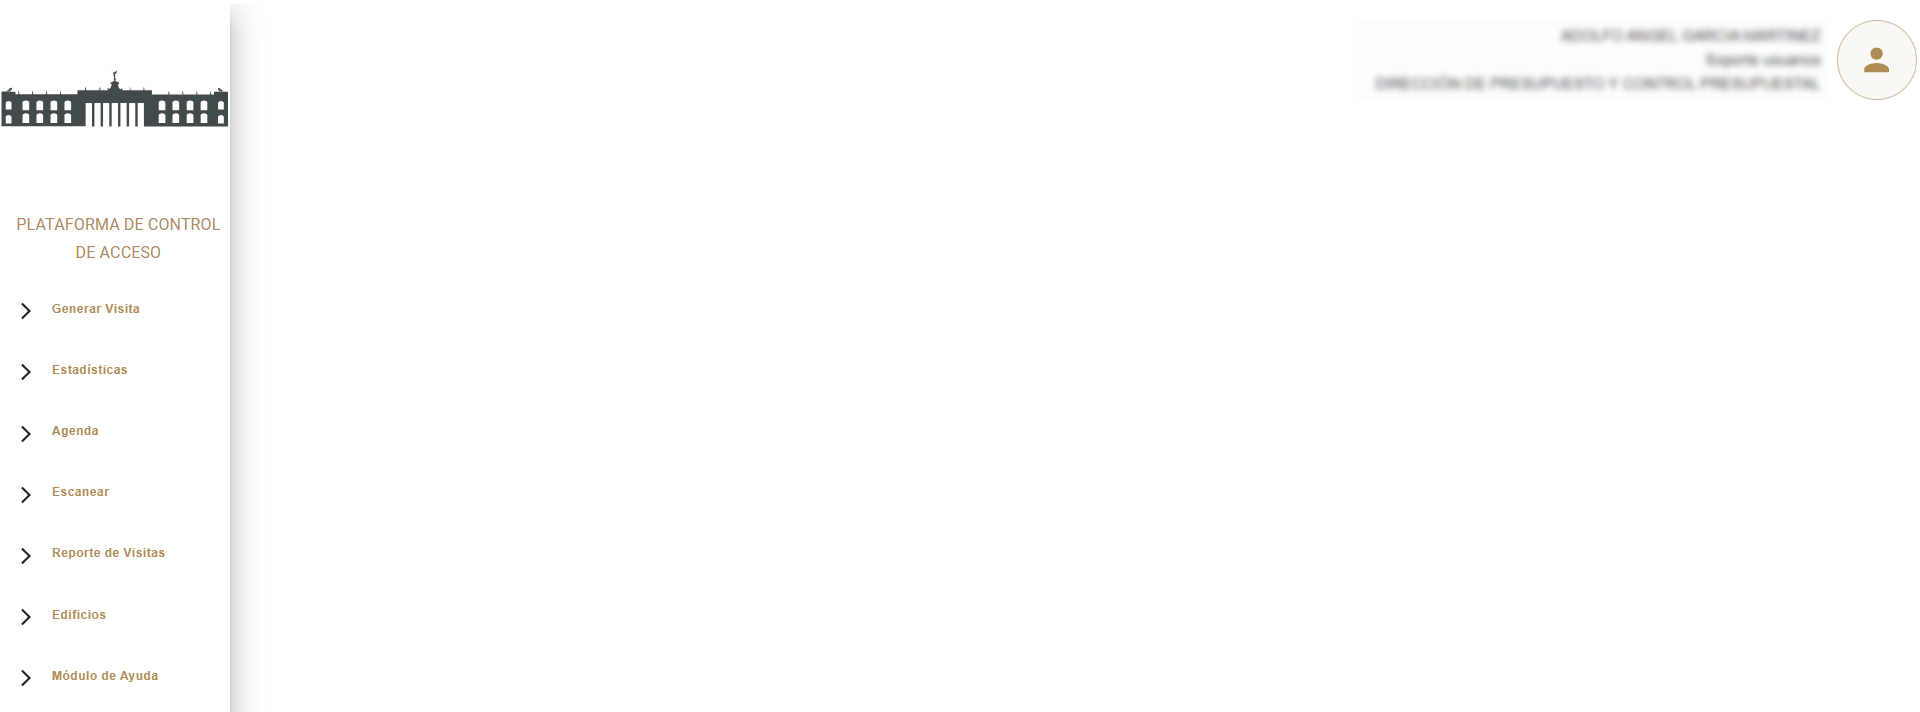 PLATAFORMA DE CONTROL
DE ACCESO
Generar Visita
Estadísticas
Agenda
Escanear
Reporte de Visitas
Edificios
Módulo de Ayuda